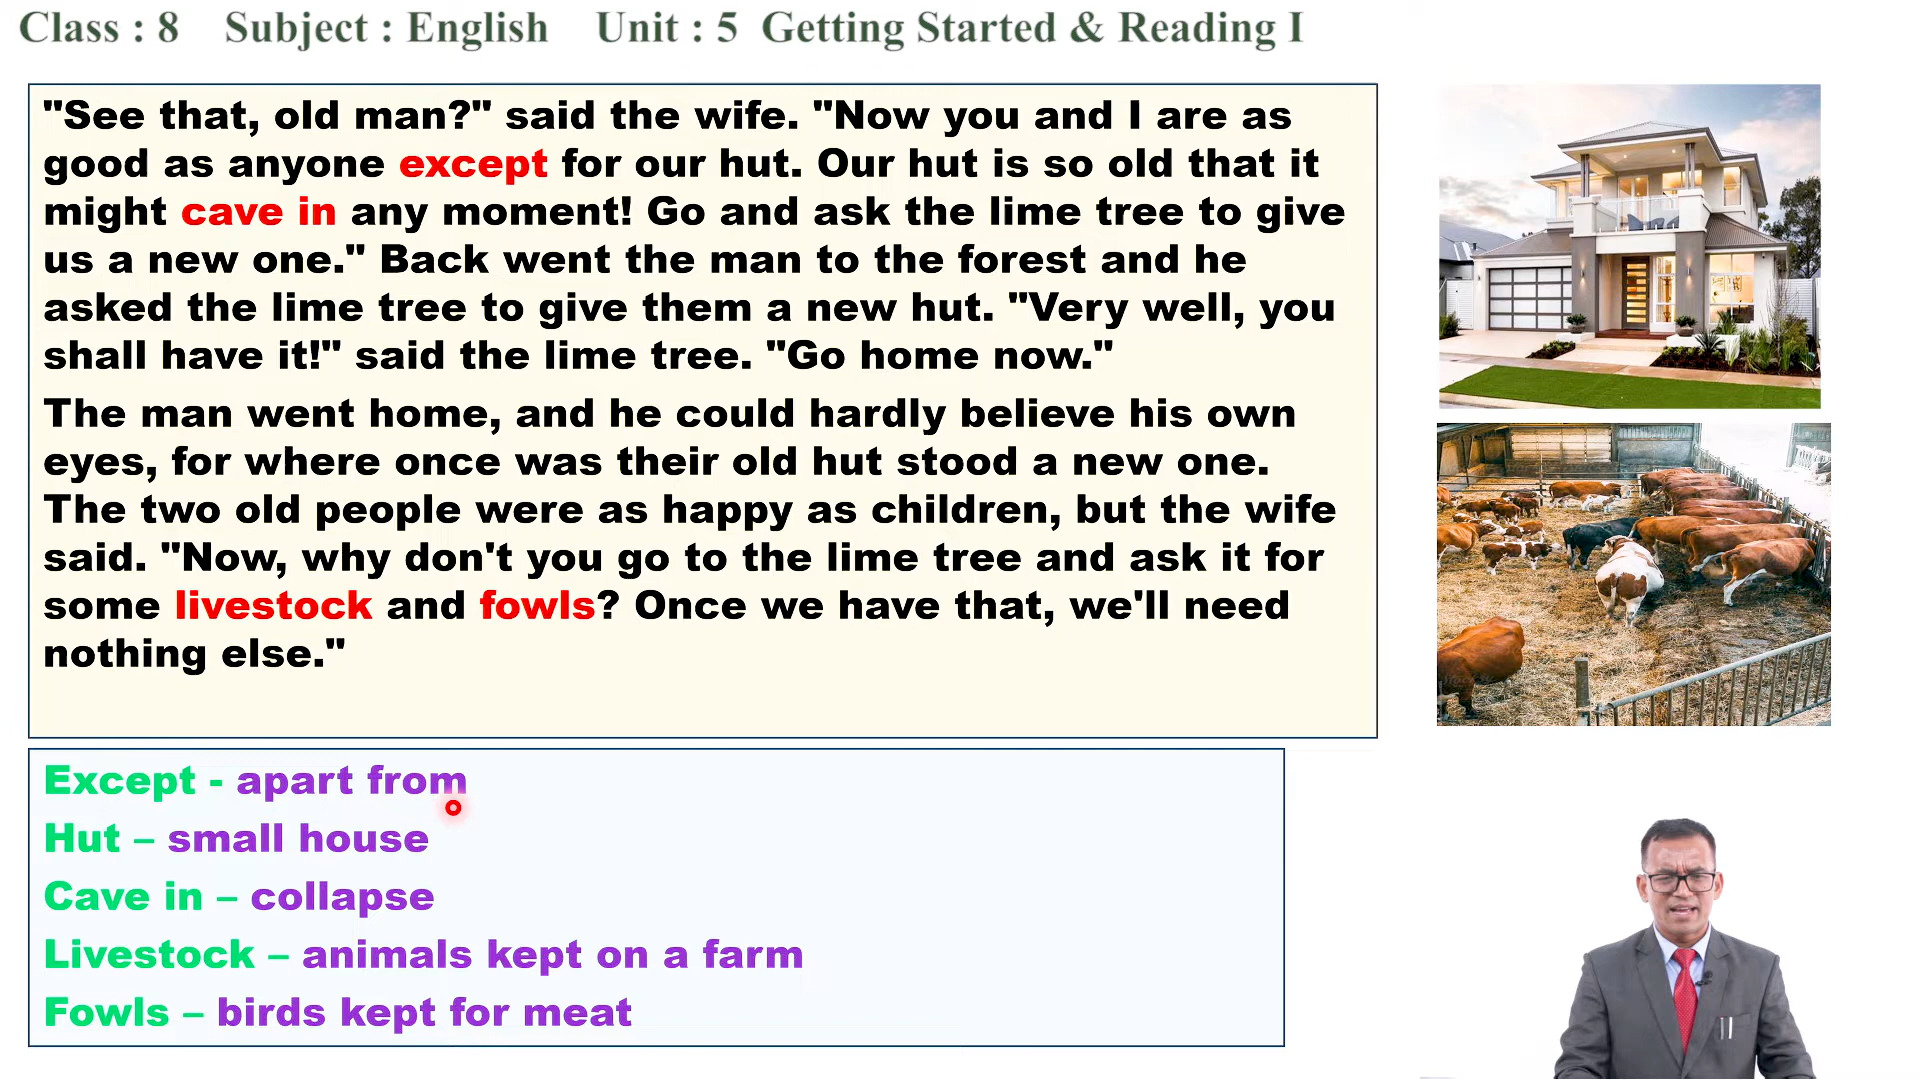 Class : 8 Subject : English Unit : 5 Getting Started & Reading I
"See that, old man?" said the wife. "Now you and I are as
good as anyone except for our hut. Our hut is so old that it
might cave in any moment! Go and ask the lime tree to give
us a new one." Back went the man to the forest and he
asked the lime tree to give them a new hut. "Very well, you
shall have it!" said the lime tree. "Go home now."
The man went home, and he could hardly believe his own
eyes, for where once was their old hut stood a new one.
The two old people were as happy as children, but the wife
said. "Now, why don't you go to the lime tree and ask it for
some livestock and fowls? Once we have that, we'll need
nothing else."
Except - apart from
Hut – small house
Cave in – collapse
Livestock – animals kept on a farm
Fowls – birds kept for meat